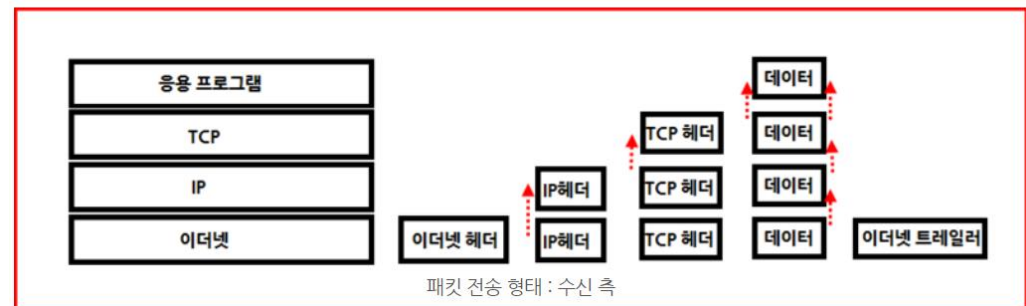 응용 프로그램 데이터
TCP TCP 헤더 데이터
IP IP헤더 TCP 헤더 데이터
이더넷 이더넷 헤더 IP헤더 TCP 헤더 데이터 이더넷 트레일러
패킷 전송 형태 : 수신 측